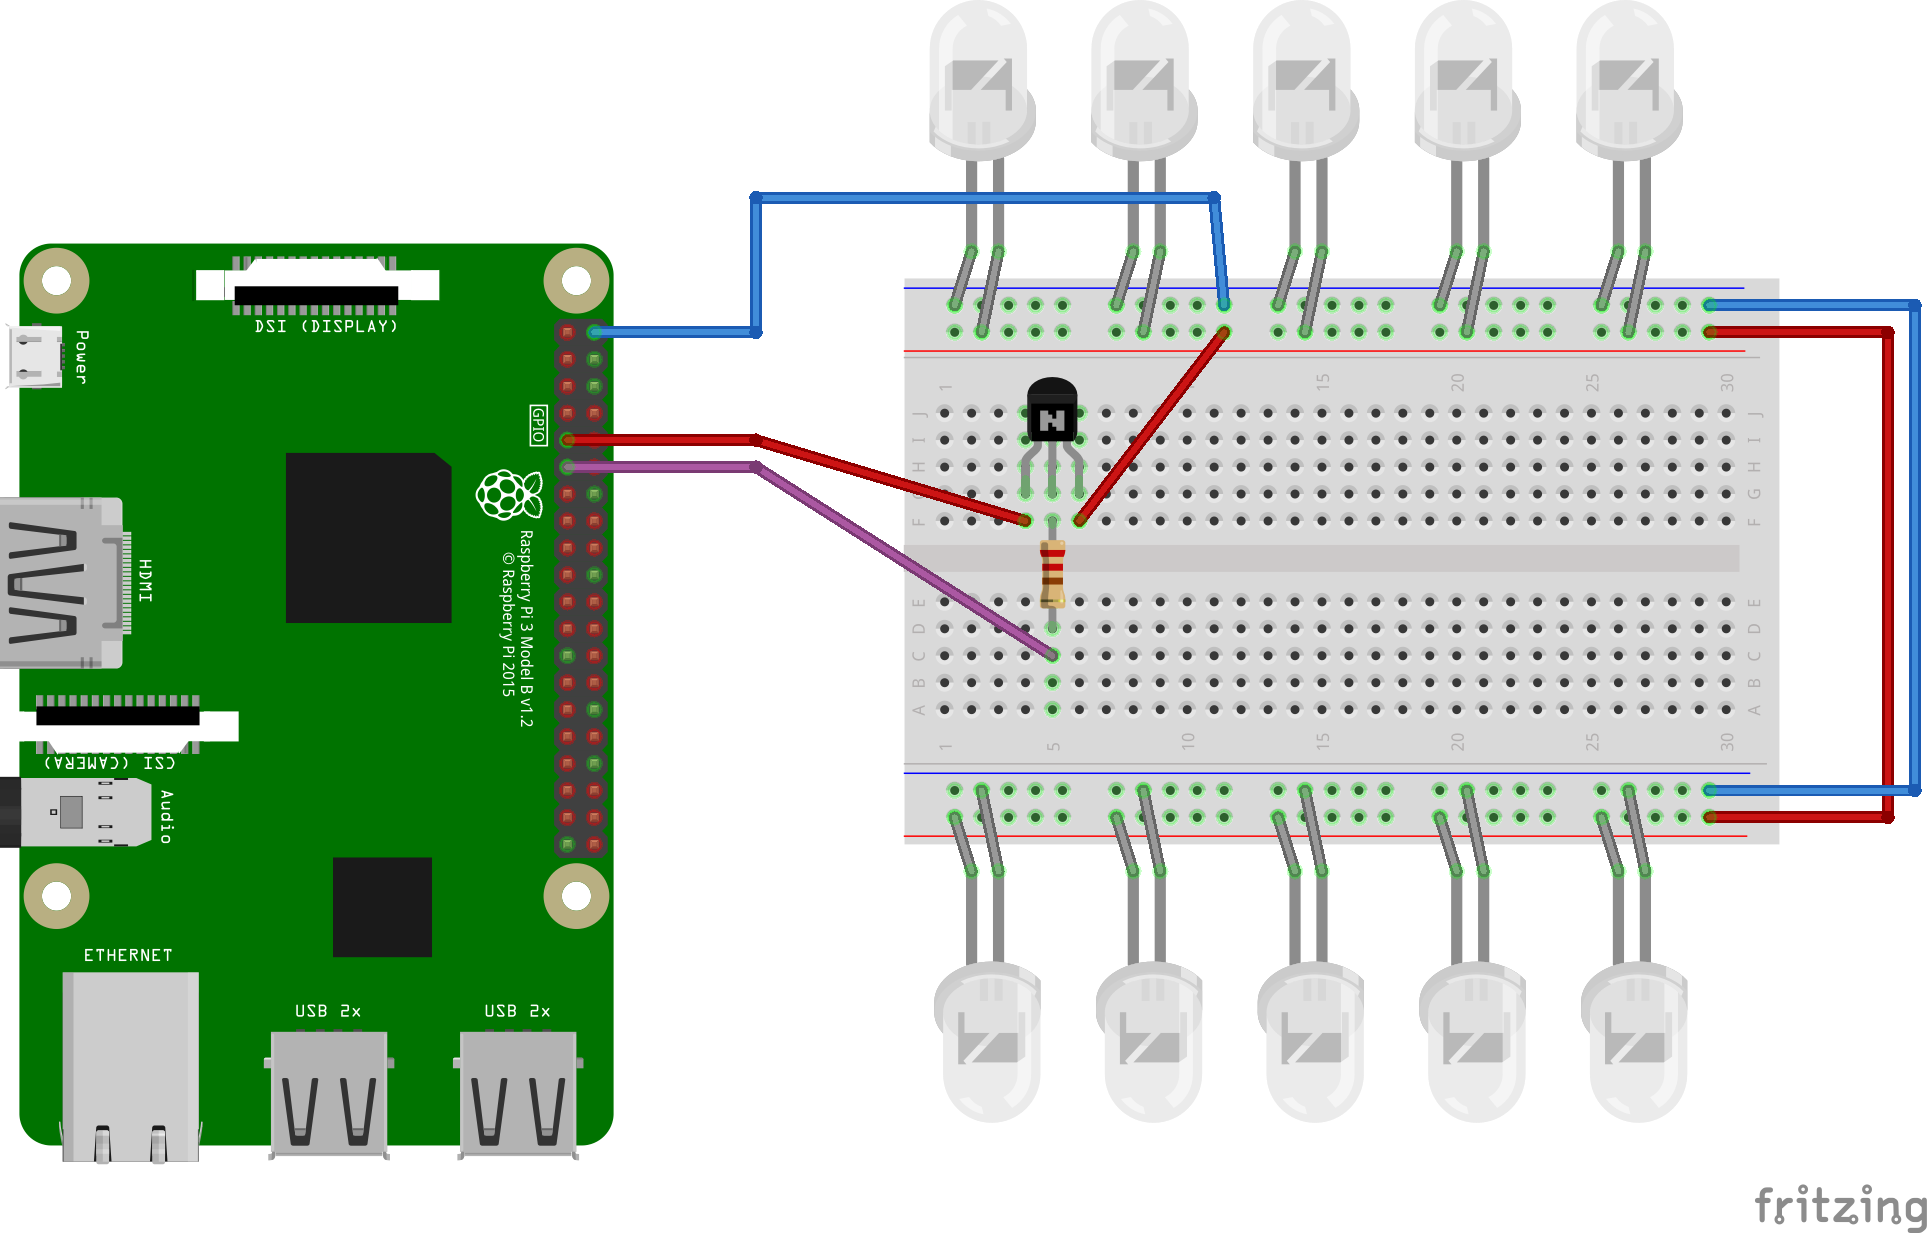 DSI (DISPLAY)
Power
GPIO
HDMI
Raspberry Pi 3 Model B v1.2
© Raspberry Pi 2015
CSI (CAMERA)
Audio
ETHERNET
USB 2x
USB 2x
1 15 20 25 30
J J
I I
H H
G G
F F
E E
D D
C C
B B
A A
1 5 10 15 20 25 30
fritzing